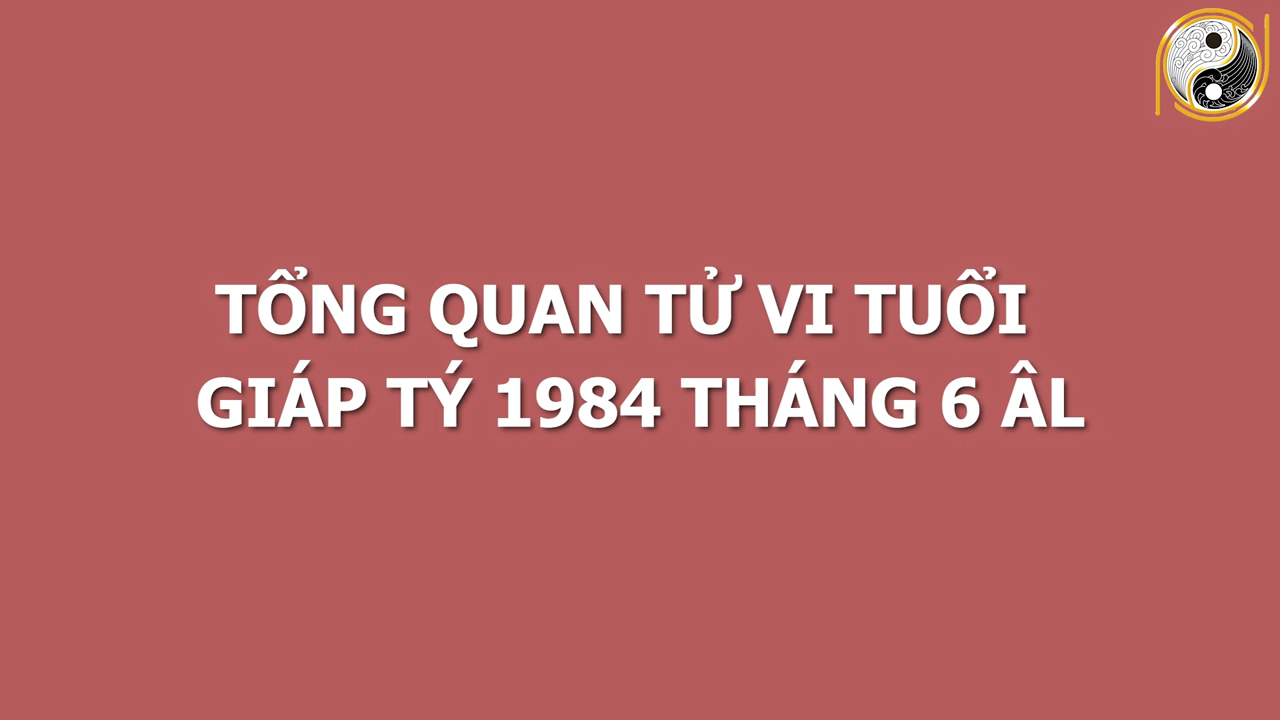 TỔNG QUAN TỬ VI TUỔI
GIÁP TÝ 1984 THÁNG 6 ÂL